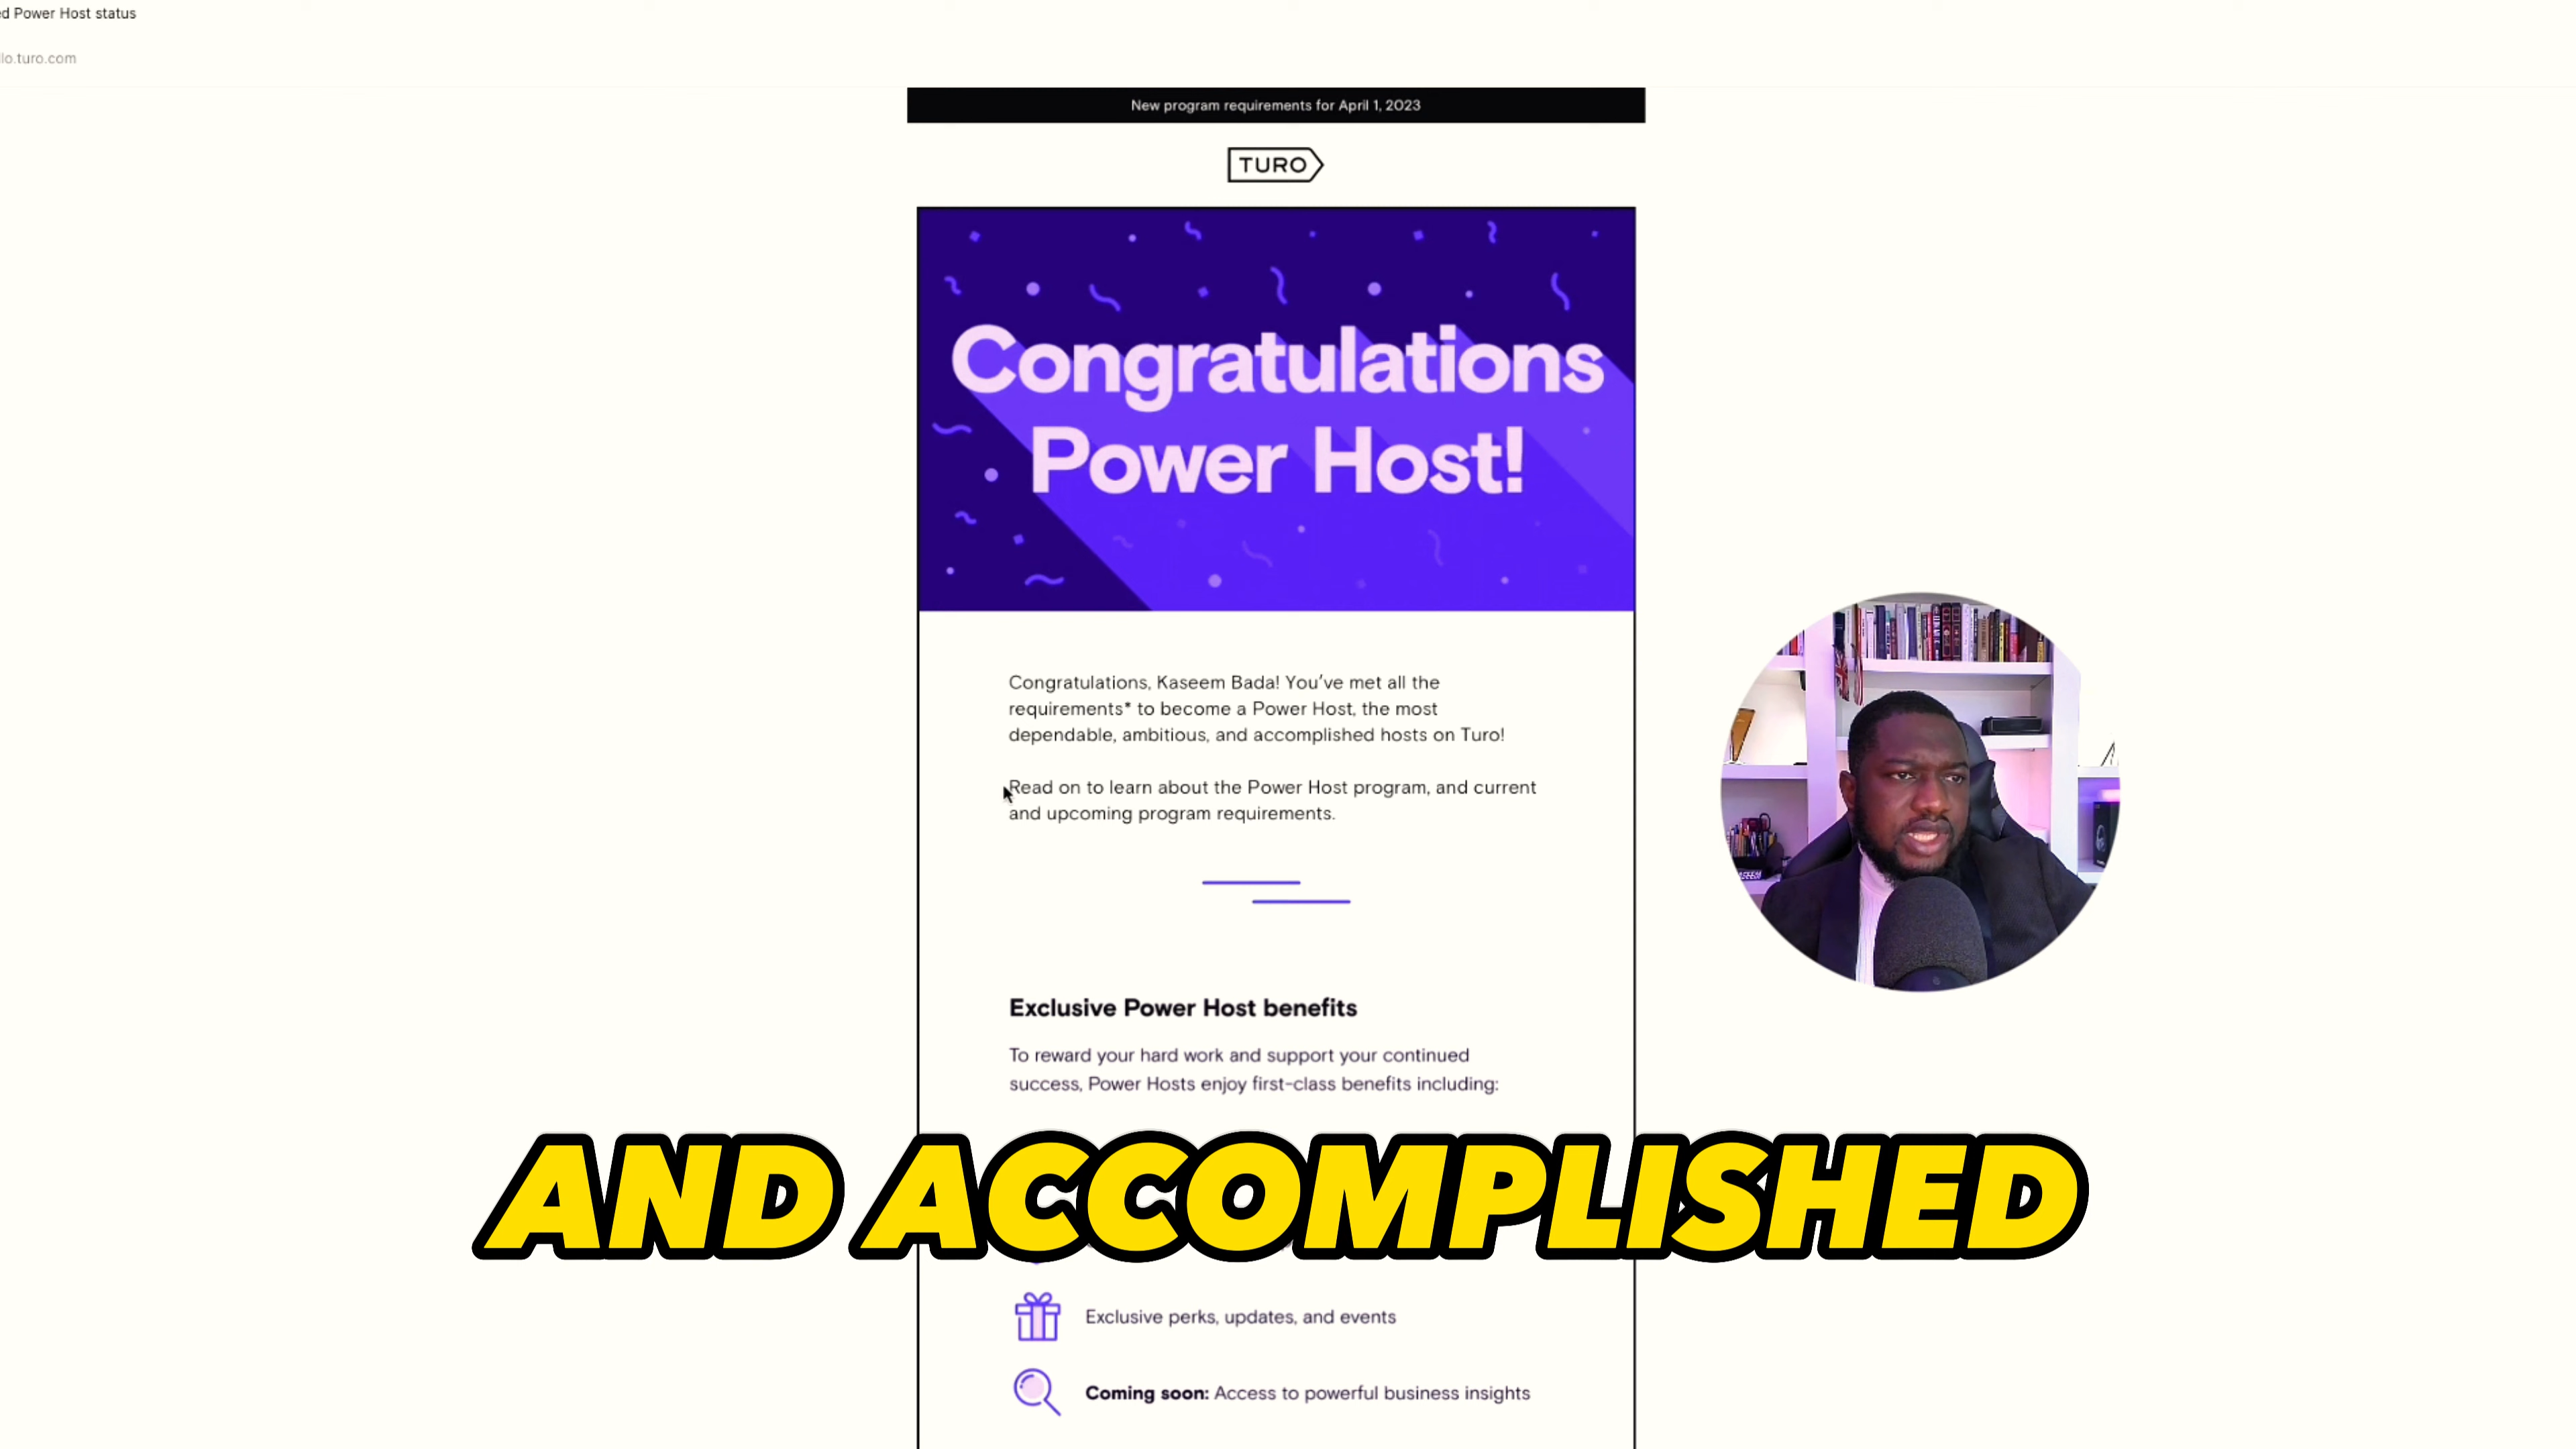 d Power Host status
lo.turo.com
New program requirements for April 1, 2023
TURO
Congratulations
Power Host!
Congratulations, Kaseem Bada! You've met all the
requirements* to become a Power Host, the most
dependable, ambitious, and accomplished hosts on Turo!
Read on to learn about the Power Host program, and current
and upcoming program requirements.
Exclusive Power Host benefits
To reward your hard work and support your continued
success, Power Hosts enjoy first-class benefits including:
AND ACCOMPLISHED
Exclusive perks, updates, and events
Coming soon: Access to powerful business insights